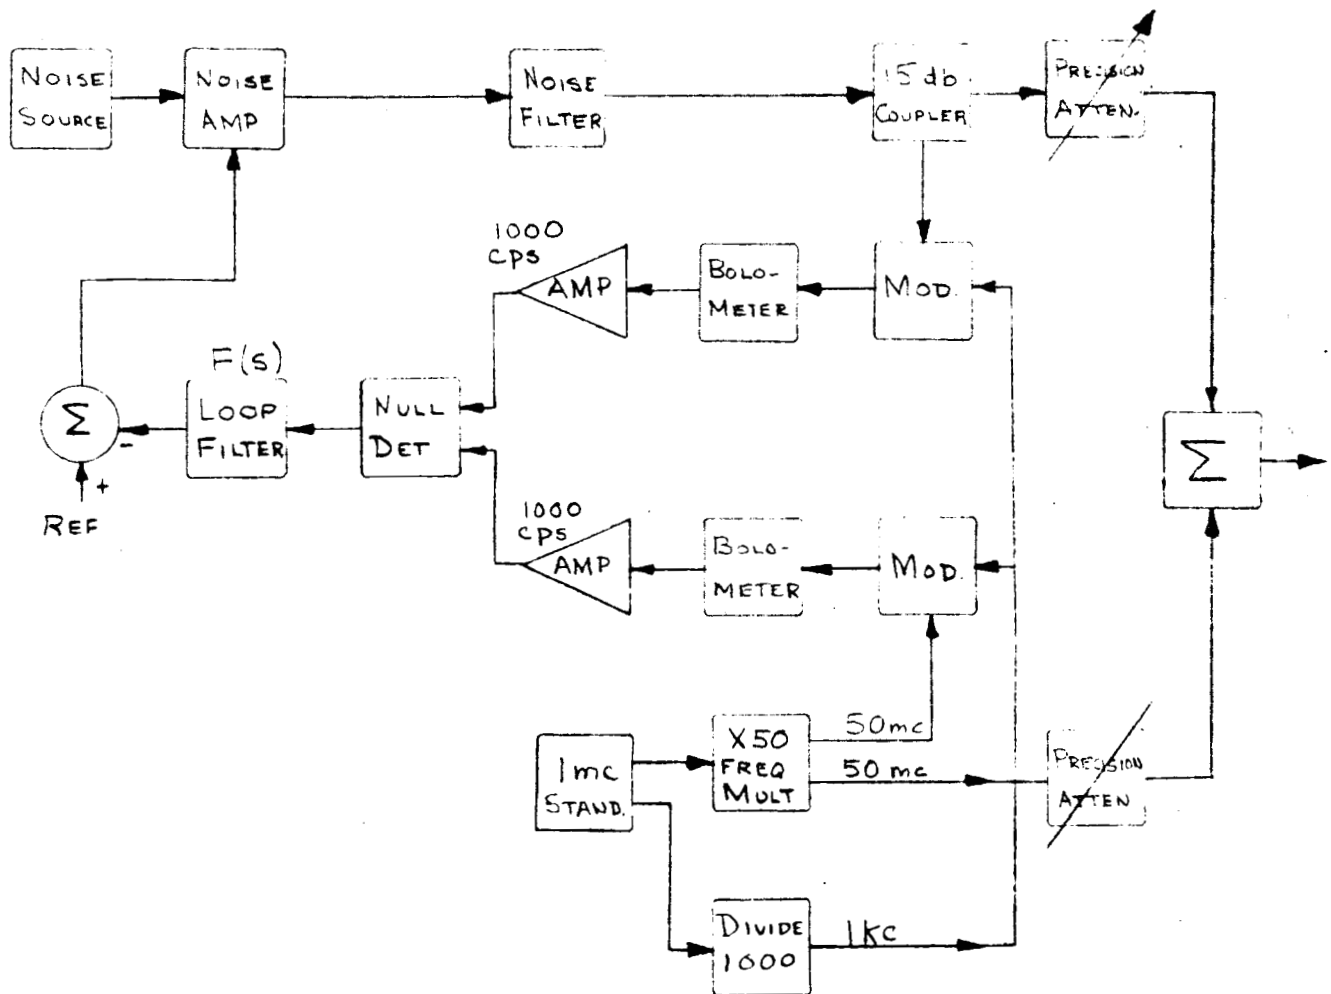 NOISE
SOURCE
NOISE
AMP
NOISE
FILTER
15 db
COUPLER
PRECISION
ATTEN.
1000
CPS
AMP
BOLO-
METER
MOD.
F(s)
LOOP
FILTER
NULL
DET
Σ
-
+
REF
Σ
1000
CPS
AMP
BOLO-
METER
MOD.
1mc
STAND.
X50
FREQ
MULT
50mc
50 mc
PRECISION
ATTEN
DIVIDE
1000
1KC